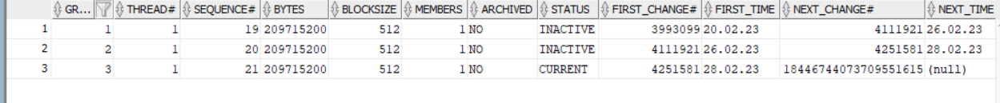 GR... THREAD# SEQUENCE# BYTES BLOCKSIZE MEMBERS ARCHIVED STATUS FIRST_CHANGE# FIRST_TIME NEXT_CHANGE# NEXT_TIME
1 1 1 19 209715200 512 1 NO INACTIVE 3993099 20.02.23 4111921 26.02.23
2 2 1 20 209715200 512 1 NO INACTIVE 4111921 26.02.23 4251581 28.02.23
3 3 1 21 209715200 512 1 NO CURRENT 4251581 28.02.23 18446744073709551615 (null)